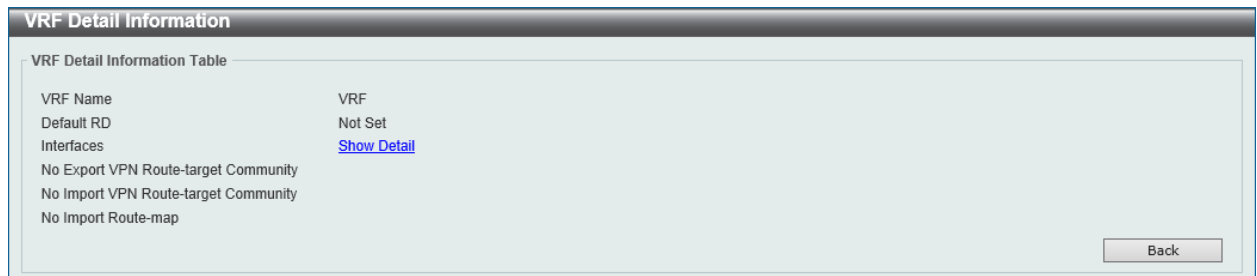 VRF Detail Information
VRF Detail Information Table
VRF Name VRF
Default RD Not Set
Interfaces Show Detail
No Export VPN Route-target Community
No Import VPN Route-target Community
No Import Route-map
Back